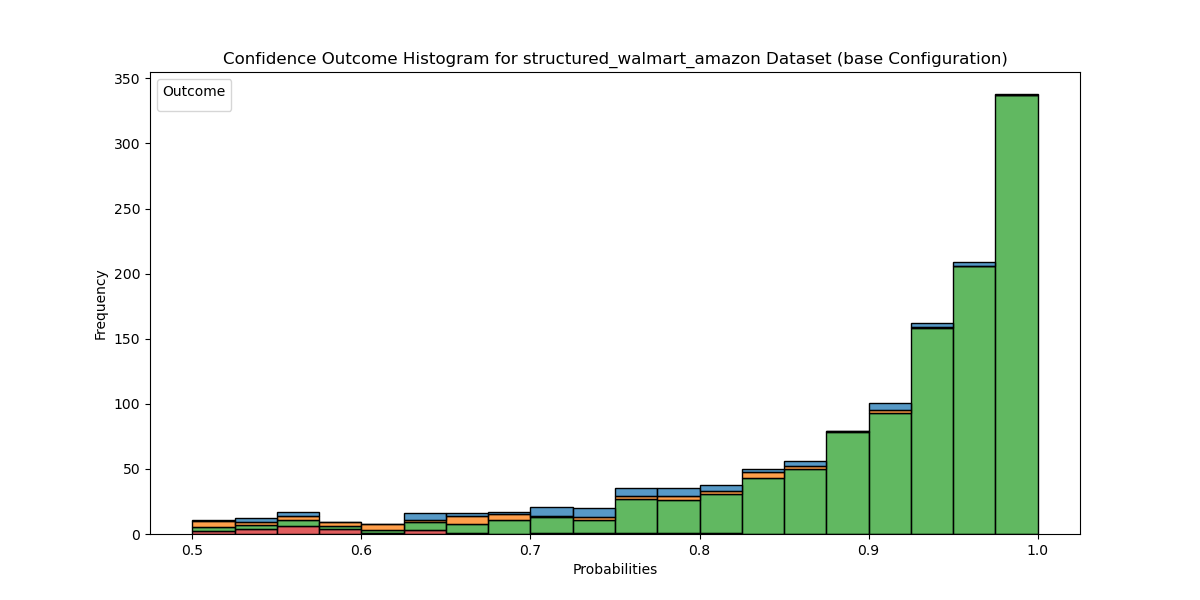 Confidence Outcome Histogram for structured_walmart_amazon Dataset (base Configuration)
Outcome
Frequency
350
300
250
200
150
100
50
0
0.5 0.6 0.7 0.8 0.9 1.0
Probabilities